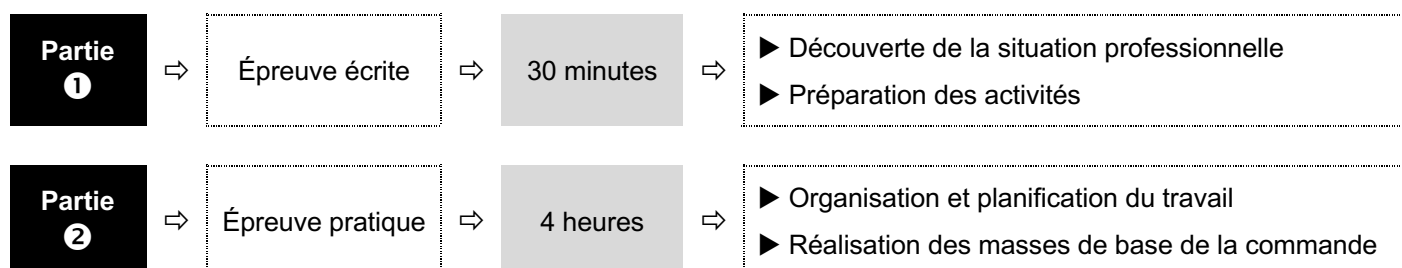 Partie
❶
⇨
Épreuve écrite
⇨
30 minutes
⇨
▶ Découverte de la situation professionnelle
▶ Préparation des activités
Partie
❷
⇨
Épreuve pratique
⇨
4 heures
⇨
▶ Organisation et planification du travail
▶ Réalisation des masses de base de la commande